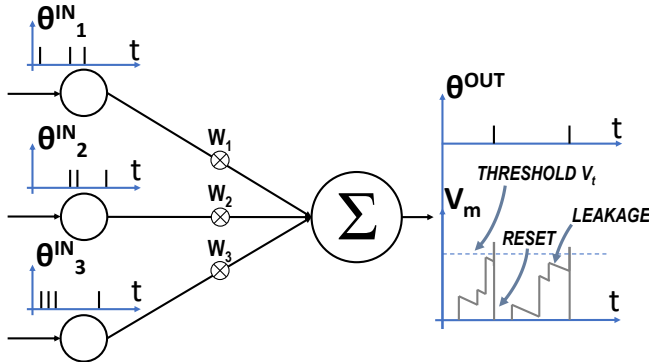 θᴵᴺ₁
t
W₁
θᴵᴺ₂
t
W₂
θᴵᴺ₃
t
W₃
Σ
θᴼᵁᵀ
t
THRESHOLD Vₜ
Vₘ
LEAKAGE
RESET
t